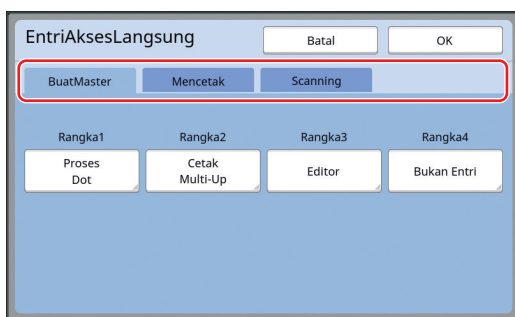 EntriAksesLangsung Batal OK
BuatMaster Mencetak Scanning
Rangka1 Rangka2 Rangka3 Rangka4
Proses Dot Cetak Multi-Up Editor Bukan Entri